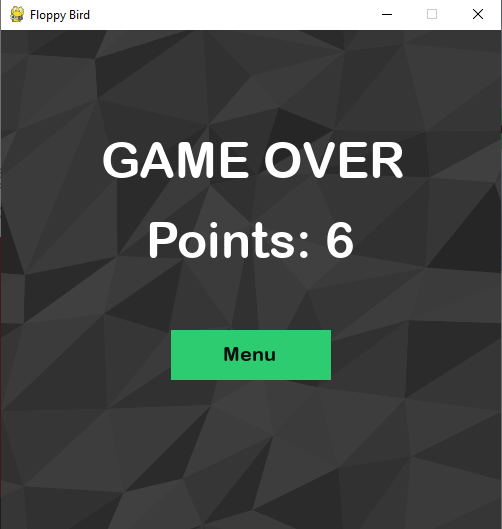 Floppy Bird
GAME OVER
Points: 6
Menu